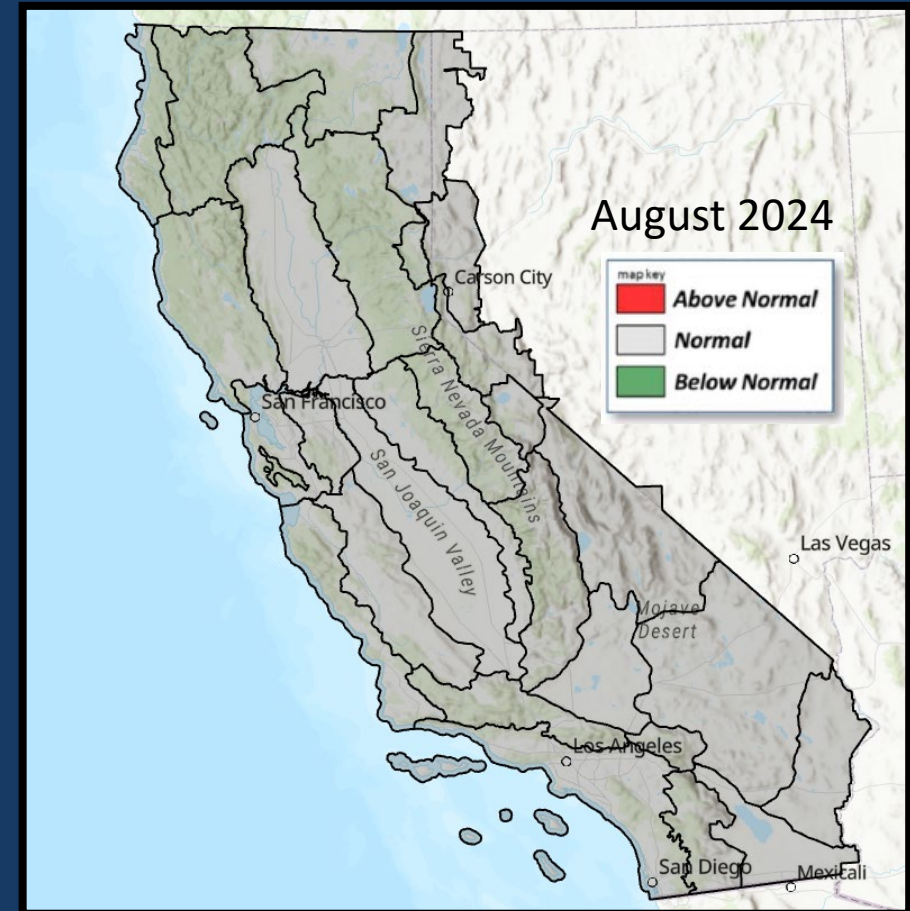 August 2024
map key
Above Normal
Normal
Below Normal
Carson City
Sierra Nevada Mountains
San Francisco
San Joaquin Valley
Las Vegas
Mojave
Desert
Los Angeles
San Diego
Mexicali